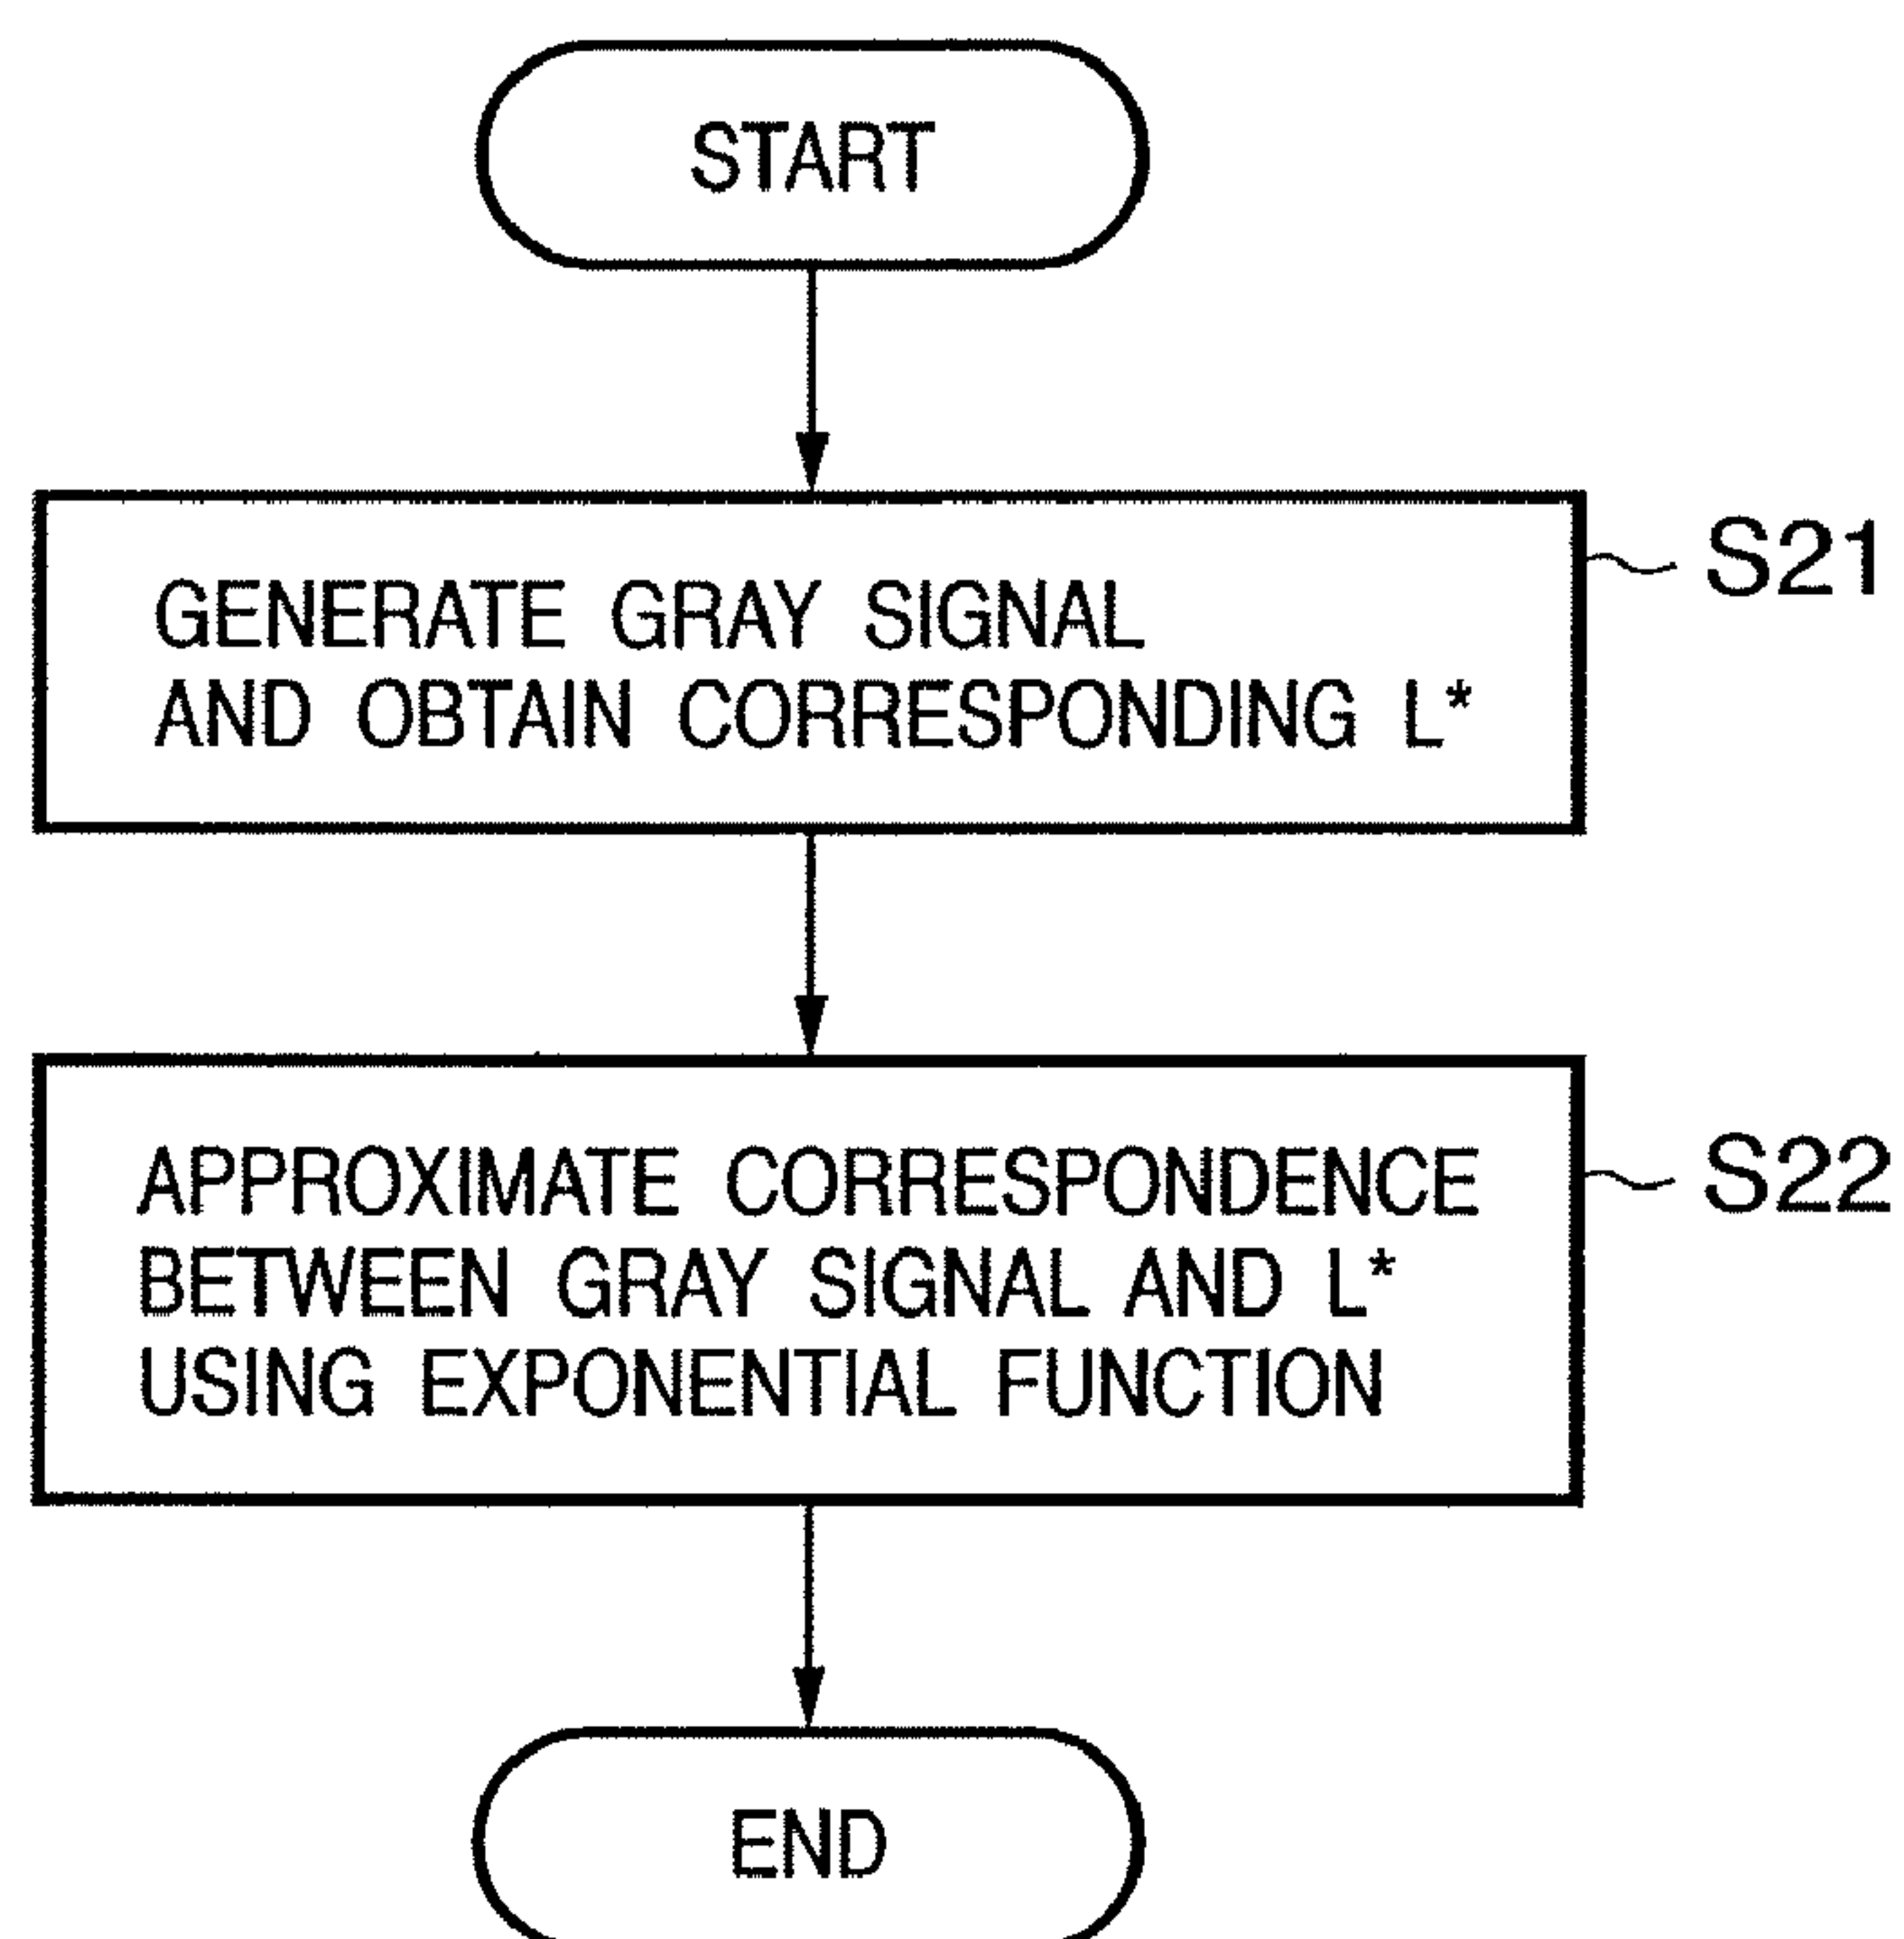 START
GENERATE GRAY SIGNAL
AND OBTAIN CORRESPONDING L*
S21
APPROXIMATE CORRESPONDENCE
BETWEEN GRAY SIGNAL AND L*
USING EXPONENTIAL FUNCTION
S22
END